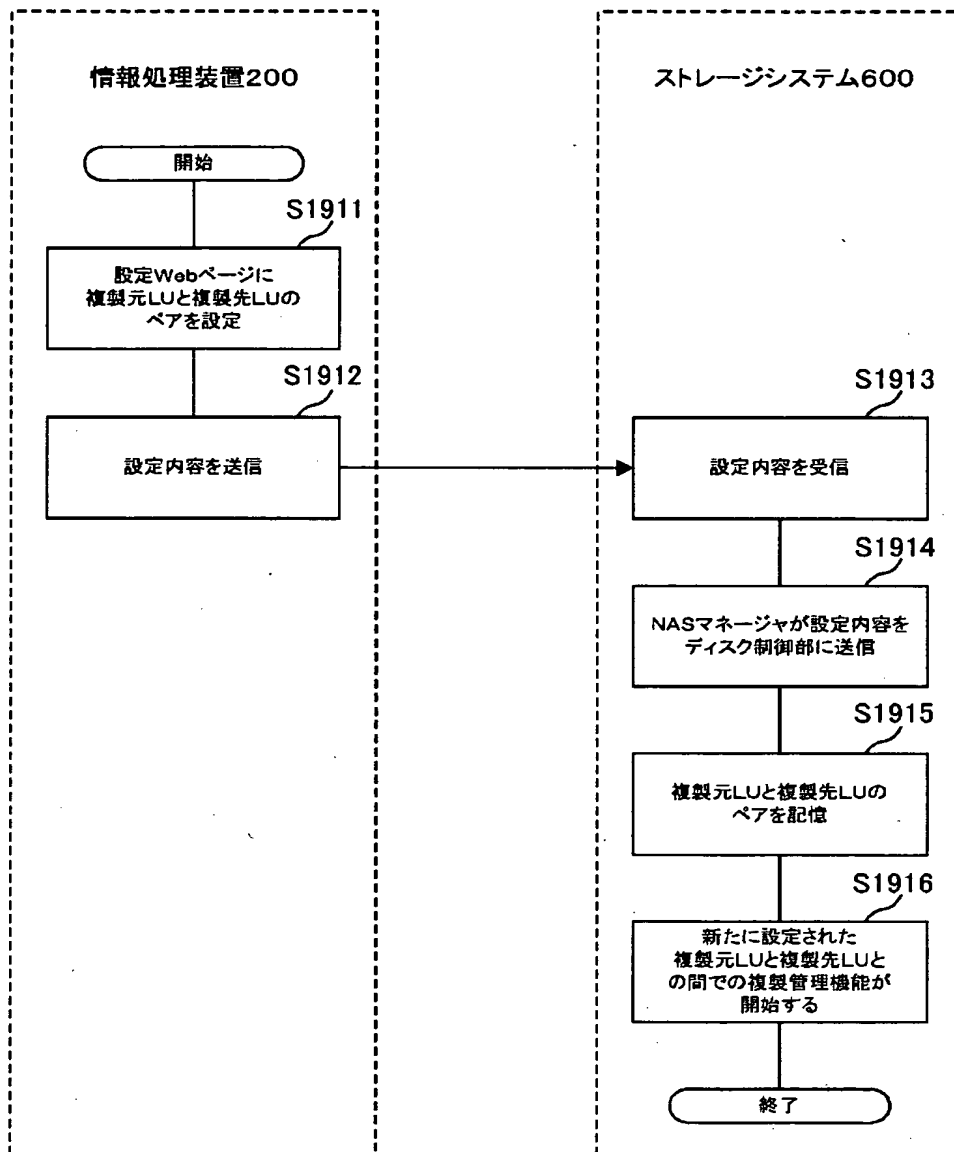 情報処理装置200
開始
S1911
設定Webページに
複製元LUと複製先LUの
ペアを設定
S1912
設定内容を送信
ストレージシステム600
S1913
設定内容を受信
S1914
NASマネージャが設定内容を
ディスク制御部に送信
S1915
複製元LUと複製先LUの
ペアを記憶
S1916
新たに設定された
複製元LUと複製先LUと
の間での複製管理機能が
開始する
終了